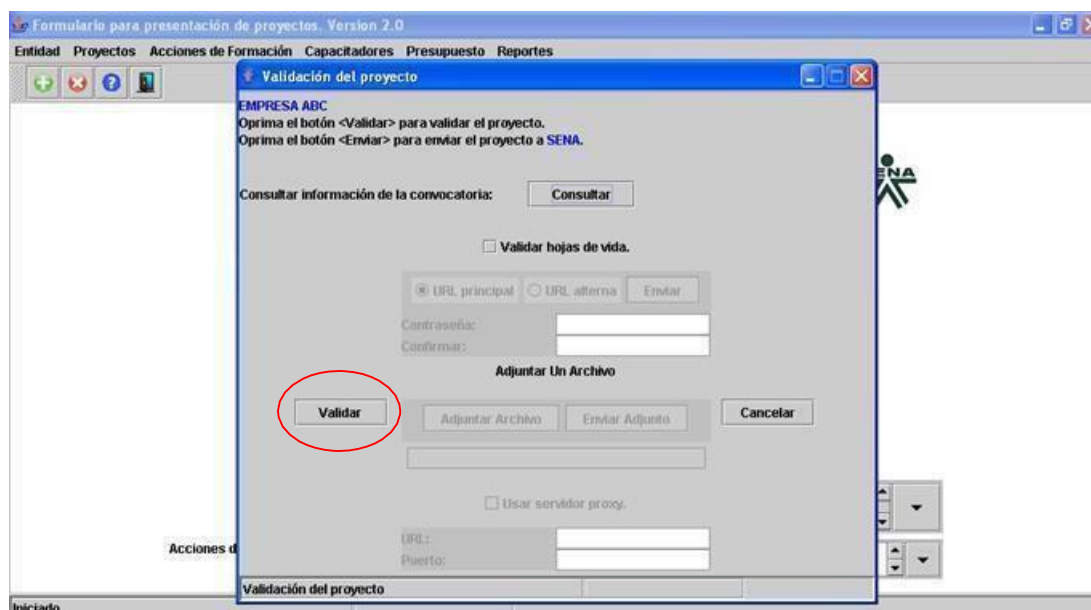 Formulario para presentación de proyectos. Version 2.0
Entidad Proyectos Acciones de Formación Capacitadores Presupuesto Reportes
Validación del proyecto
EMPRESA ABC
Oprima el botón <Validar> para validar el proyecto.
Oprima el botón <Enviar> para enviar el proyecto a SENA.
Consultar información de la convocatoria: Consultar
SENA
Validar hojas de vida.
URL principal URL alterna Enviar
Contraseña:
Confirmar:
Adjuntar Un Archivo
Validar Adjuntar Archivo Enviar Adjunto Cancelar
Usar servidor proxy.
URL:
Acciones d
Puerto:
Validación del proyecto
Iniciado